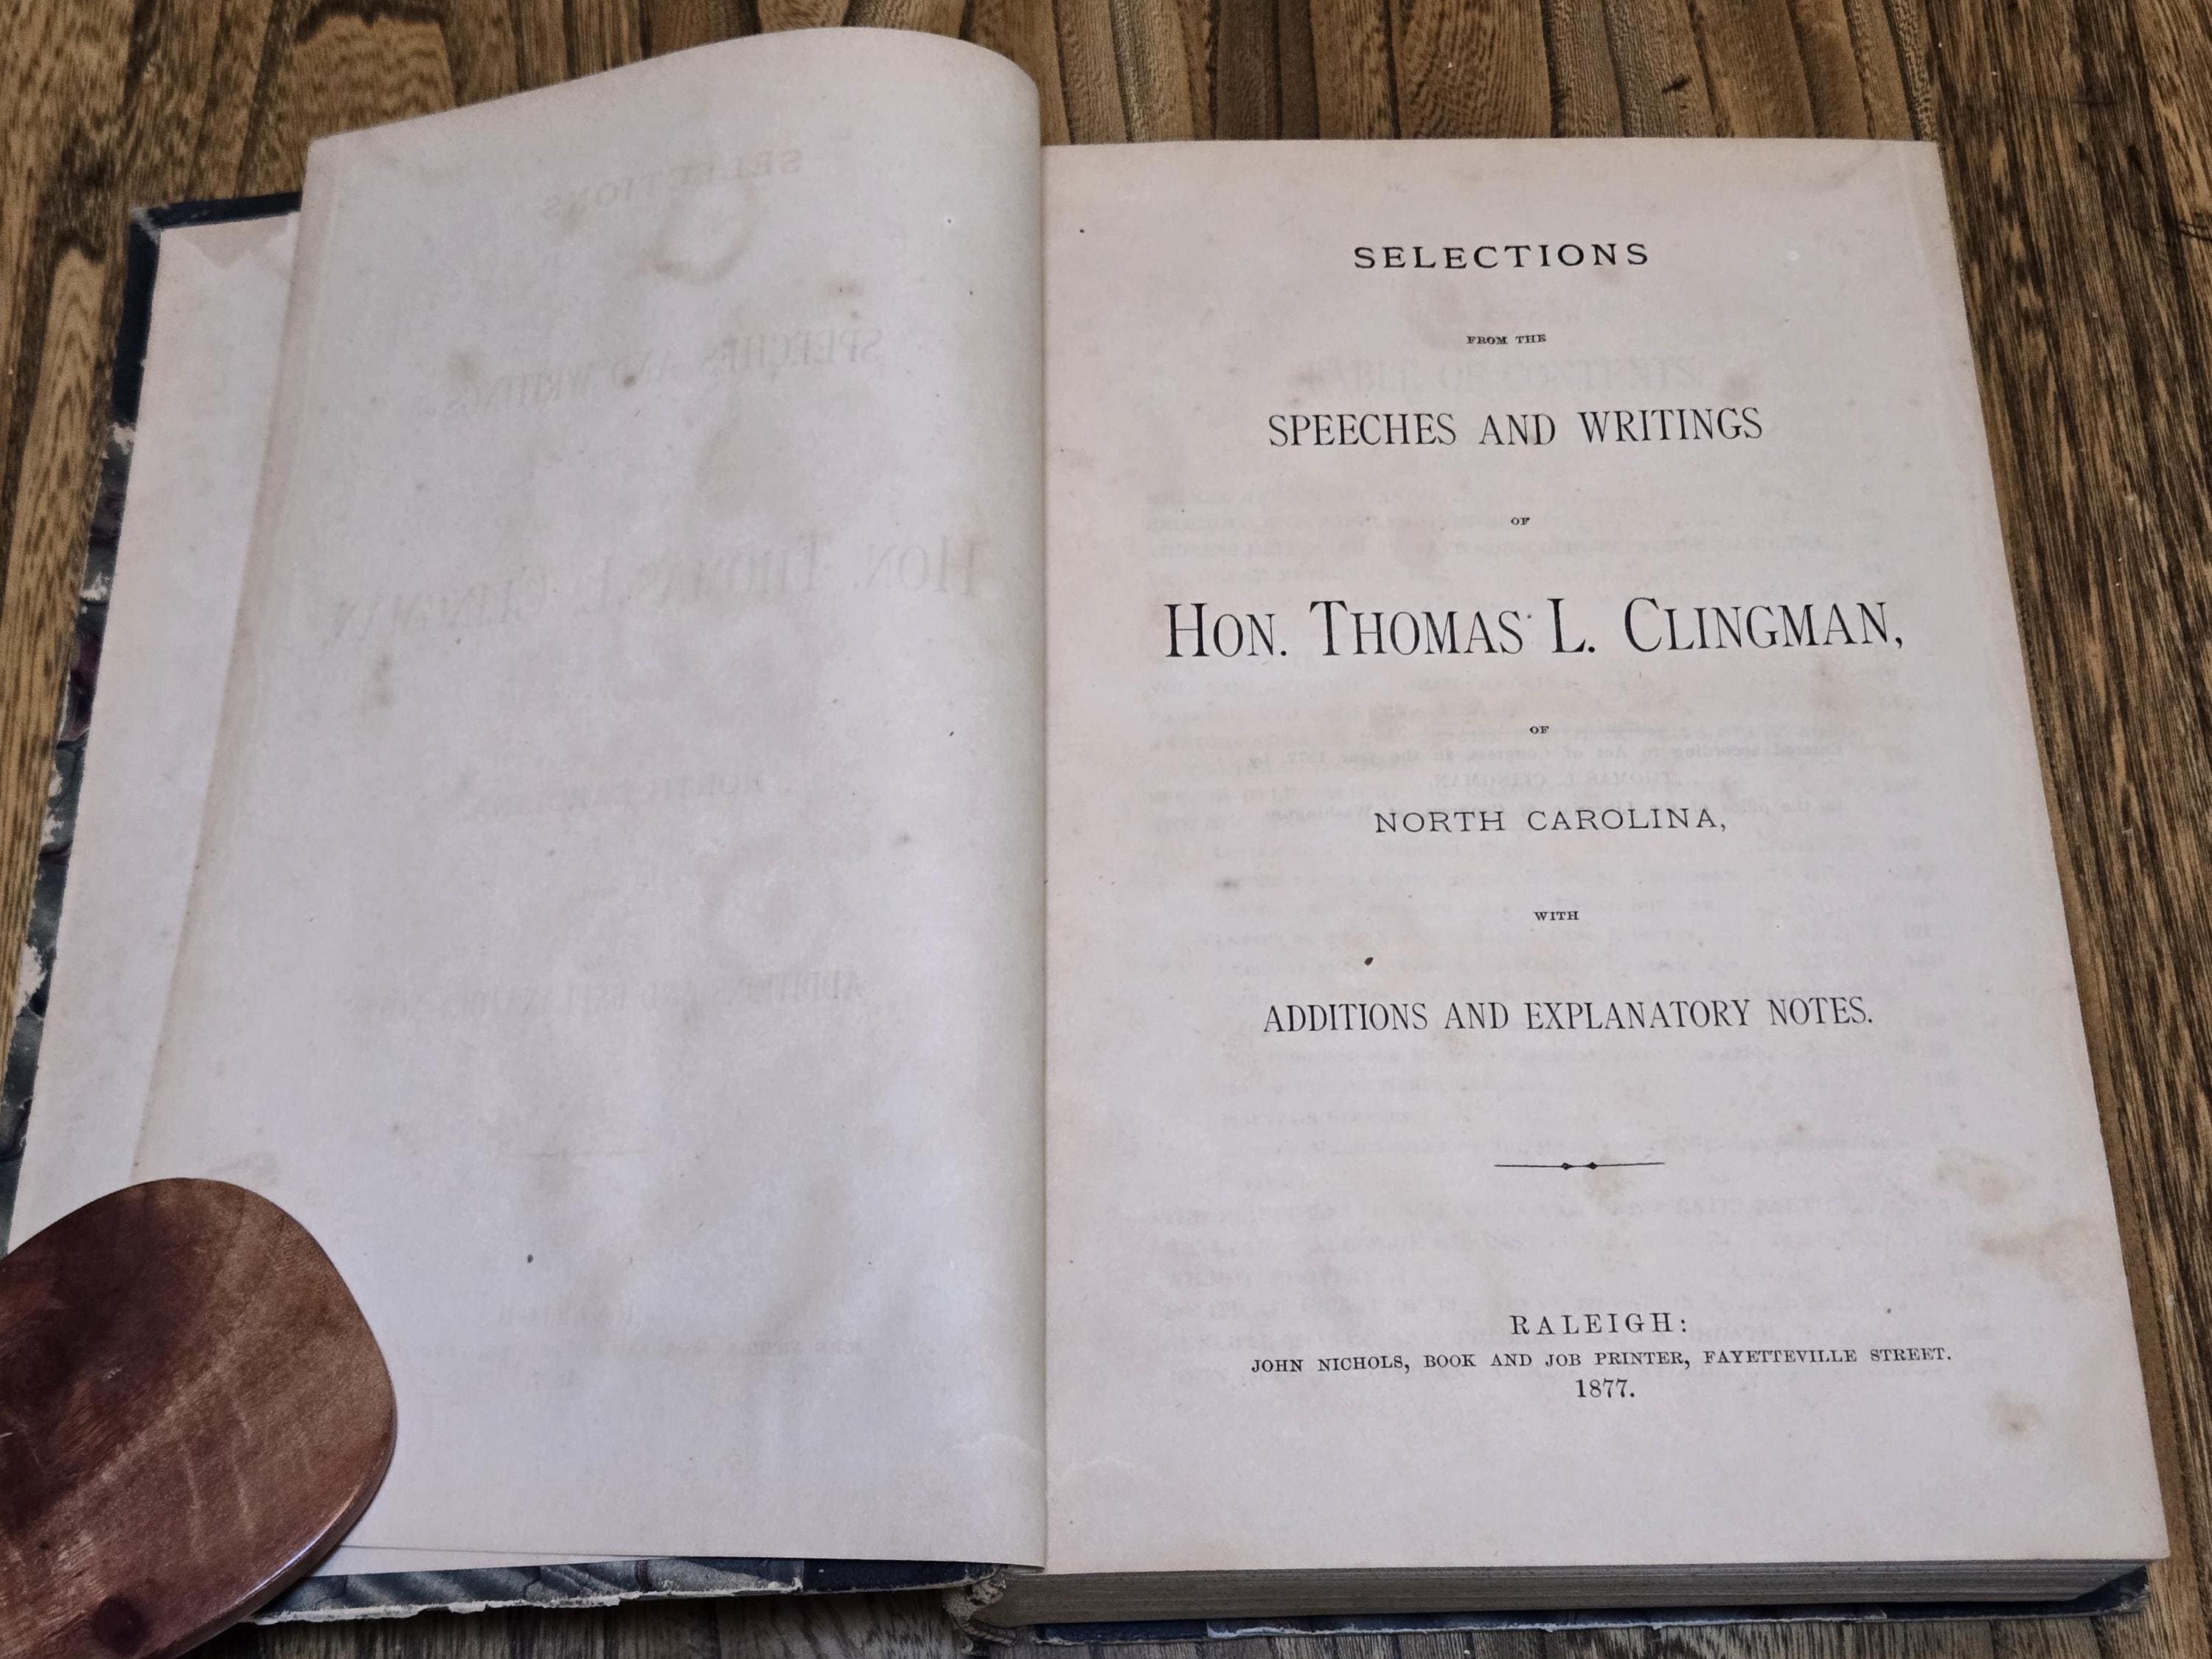 SELECTIONS
FROM THE
SPEECHES AND WRITINGS
OF
HON. THOMAS L. CLINGMAN,
OF
NORTH CAROLINA,
WITH
ADDITIONS AND EXPLANATORY NOTES.
RALEIGH:
JOHN NICHOLS, BOOK AND JOB PRINTER, FAYETTEVILLE STREET.
1877.